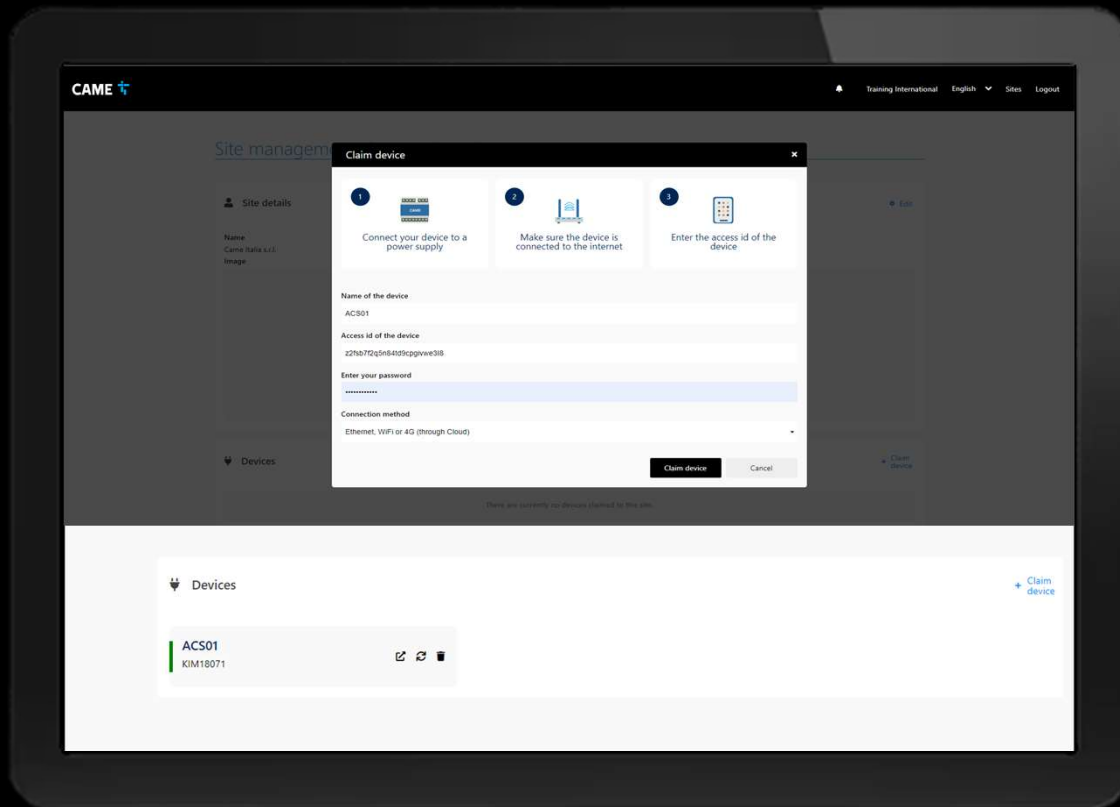 CAME
Training International English Sites Logout
Site managem
Claim device
Site details
Edit
Name
Came Italia s.r.l.
Image
1
CAME
Connect your device to a
power supply
2
Make sure the device is
connected to the internet
3
Enter the access id of the
device
Name of the device
ACS01
Access id of the device
Enter your password
••••••••••••
Connection method
Ethernet, WiFi or 4G (through Cloud)
Claim device Cancel
Devices
+ Claim
device
There are currently no devices claimed to this site.
Devices
+ Claim
device
ACS01
KIM18071